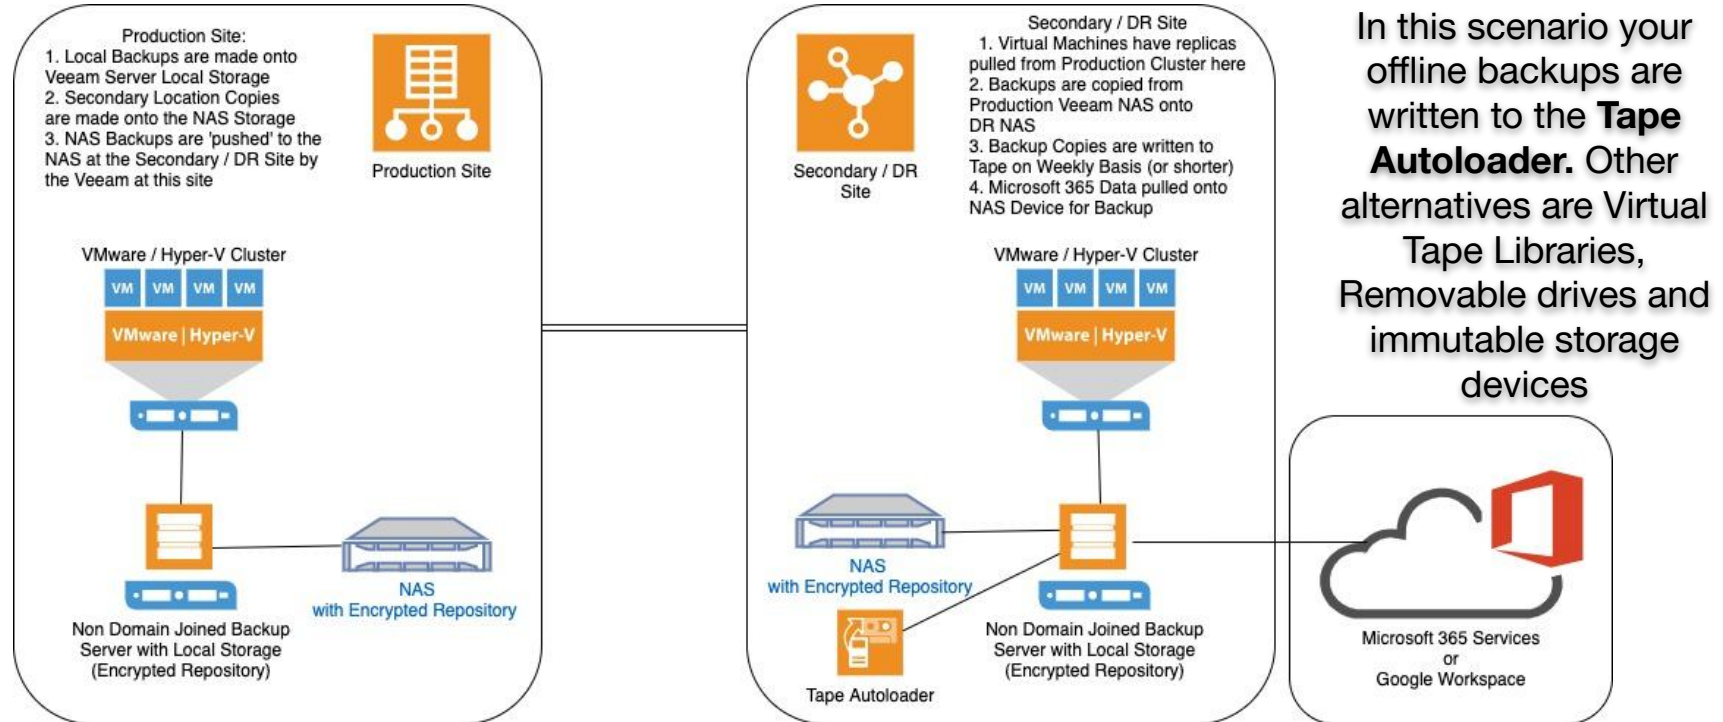 Production Site:
1. Local Backups are made onto
Veeam Server Local Storage
2. Secondary Location Copies
are made onto the NAS Storage
3. NAS Backups are 'pushed' to the
NAS at the Secondary / DR Site by
the Veeam at this site
Production Site
VMware / Hyper-V Cluster
VM VM VM VM
VMware | Hyper-V
NAS
with Encrypted Repository
Non Domain Joined Backup
Server with Local Storage
(Encrypted Repository)
Secondary / DR
Site
Secondary / DR Site
1. Virtual Machines have replicas
pulled from Production Cluster here
2. Backups are copied from
Production Veeam NAS onto
DR NAS
3. Backup Copies are written to
Tape on Weekly Basis (or shorter)
4. Microsoft 365 Data pulled onto
NAS Device for Backup
VMware / Hyper-V Cluster
VM VM VM VM
VMware | Hyper-V
NAS
with Encrypted Repository
Tape Autoloader
Non Domain Joined Backup
Server with Local Storage
(Encrypted Repository)
In this scenario your
offline backups are
written to the Tape
Autoloader. Other
alternatives are Virtual
Tape Libraries,
Removable drives and
immutable storage
devices
Microsoft 365 Services
or
Google Workspace